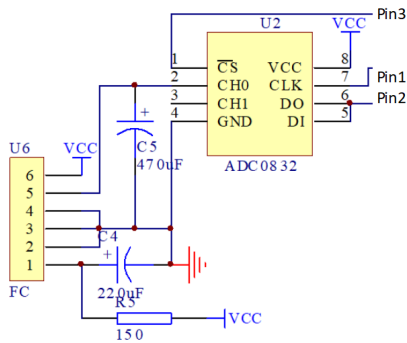 Pin3
U2
VCC
1 CS VCC 8
2 CH0 CLK 7
Pin1
3 CH1 DO 6
Pin2
4 GND DI 5
+
C5
470uF
ADC0832
U6
VCC
6
5
4
3
2
1
C4
+
220uF
FC
R5
150
VCC